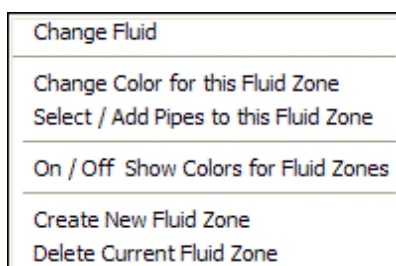 Change Fluid
Change Color for this Fluid Zone
Select / Add Pipes to this Fluid Zone
On / Off Show Colors for Fluid Zones
Create New Fluid Zone
Delete Current Fluid Zone